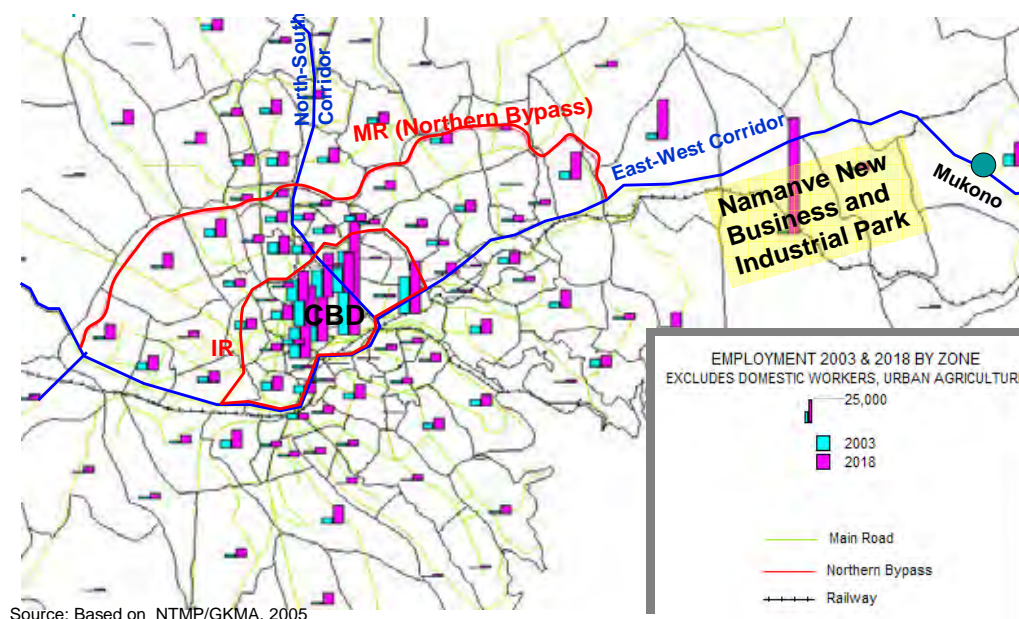 North-South
Corridor
MR (Northern Bypass)
East-West Corridor
Mukono
Namanve New
Business and
Industrial Park
CBD
IR
EMPLOYMENT 2003 & 2018 BY ZONE
EXCLUDES DOMESTIC WORKERS, URBAN AGRICULTURE
25,000
2003
2018
Main Road
Northern Bypass
Railway
Source: Based on NTMP/GKMA, 2005